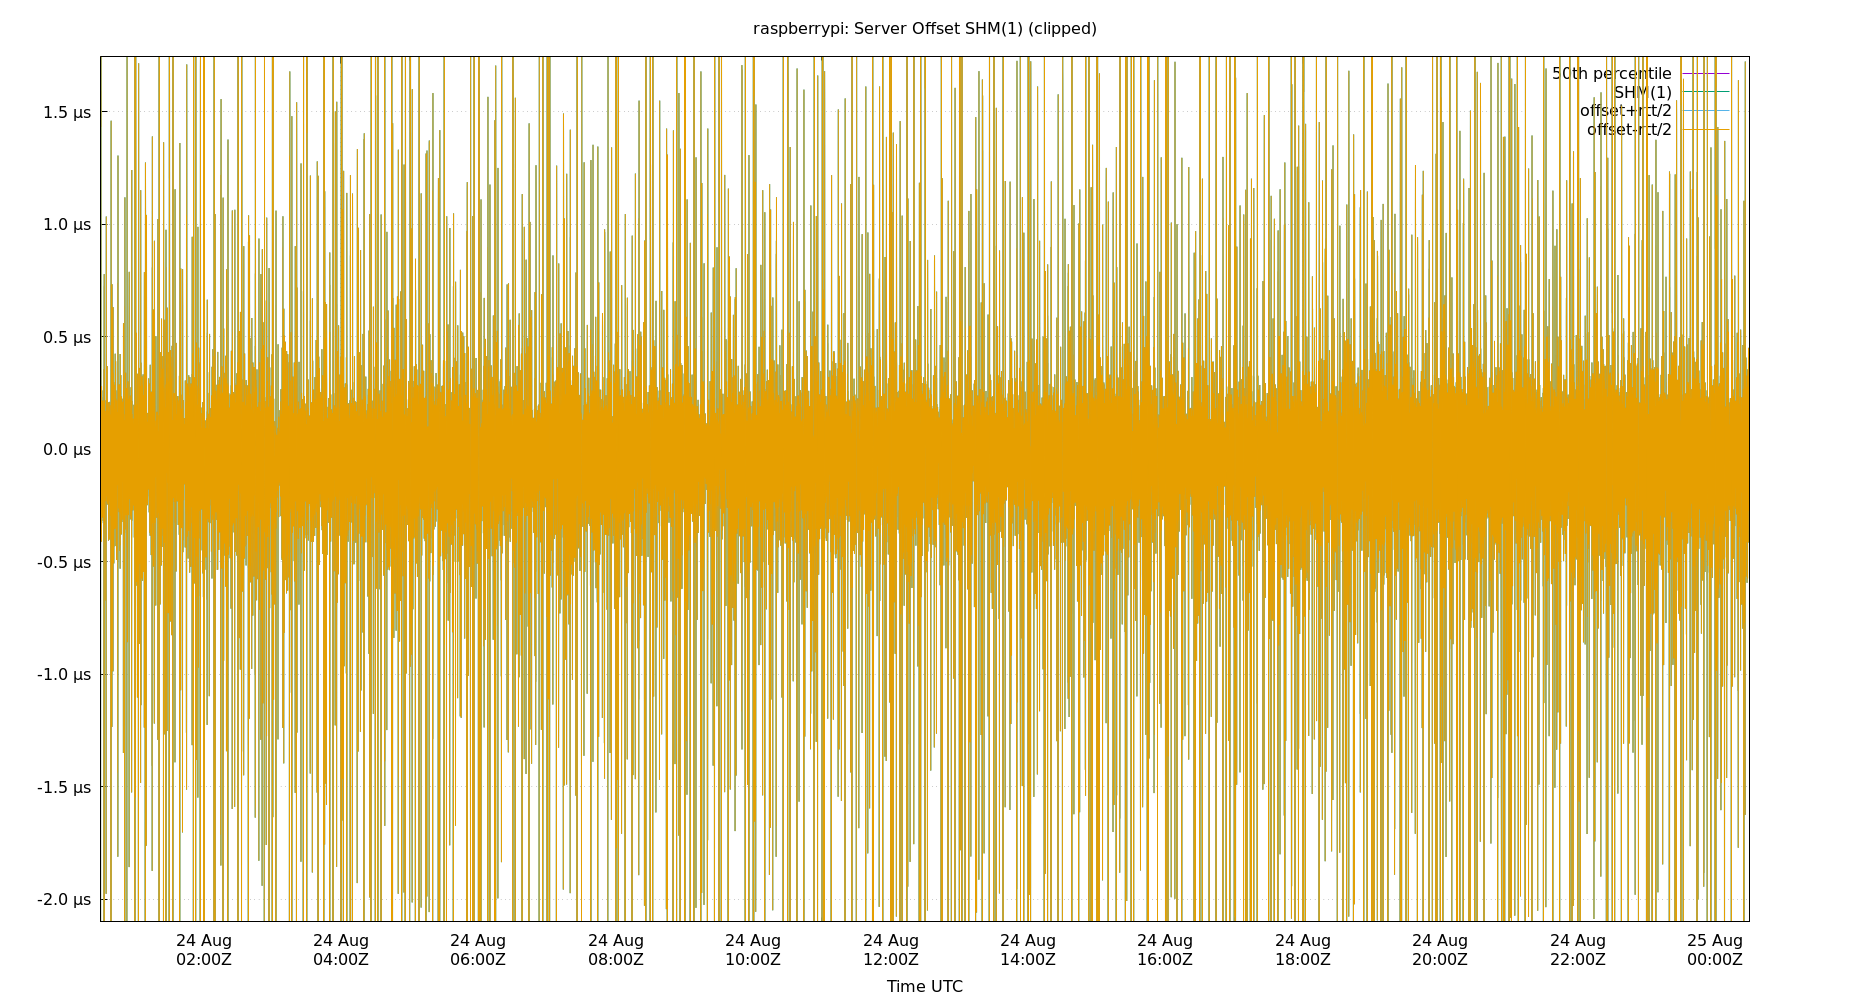 raspberrypi: Server Offset SHM(1) (clipped)
50th percentile
SHM(1)
offset+rtt/2
offset-rtt/2
1.5 µs
1.0 µs
0.5 µs
0.0 µs
-0.5 µs
-1.0 µs
-1.5 µs
-2.0 µs
24 Aug 24 Aug 24 Aug 24 Aug 24 Aug 24 Aug 24 Aug 24 Aug 24 Aug 24 Aug 24 Aug 25 Aug
02:00Z 04:00Z 06:00Z 08:00Z 10:00Z 12:00Z 14:00Z 16:00Z 18:00Z 20:00Z 22:00Z 00:00Z
Time UTC